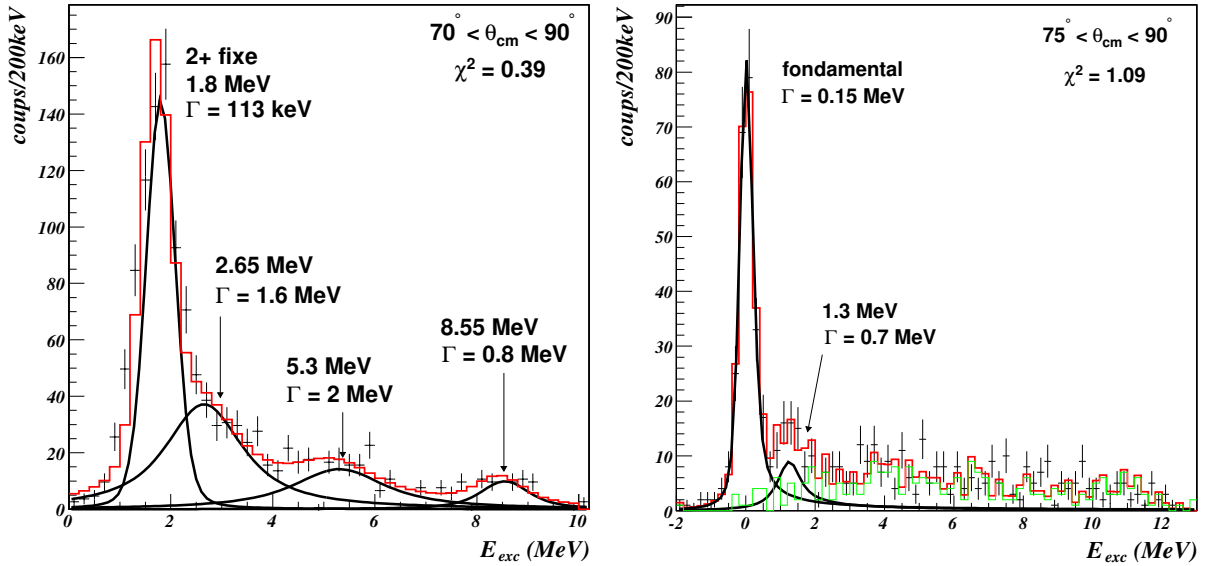 coups/200keV
70° < θcm < 90°
χ² = 0.39
2+ fixe
1.8 MeV
Γ = 113 keV
2.65 MeV
Γ = 1.6 MeV
5.3 MeV
Γ = 2 MeV
8.55 MeV
Γ = 0.8 MeV
160
140
120
100
80
60
40
20
0
0 2 4 6 8 10
Eexc (MeV)
coups/200keV
75° < θcm < 90°
χ² = 1.09
fondamental
Γ = 0.15 MeV
1.3 MeV
Γ = 0.7 MeV
90
80
70
60
50
40
30
20
10
0
-2 0 2 4 6 8 10 12
Eexc (MeV)